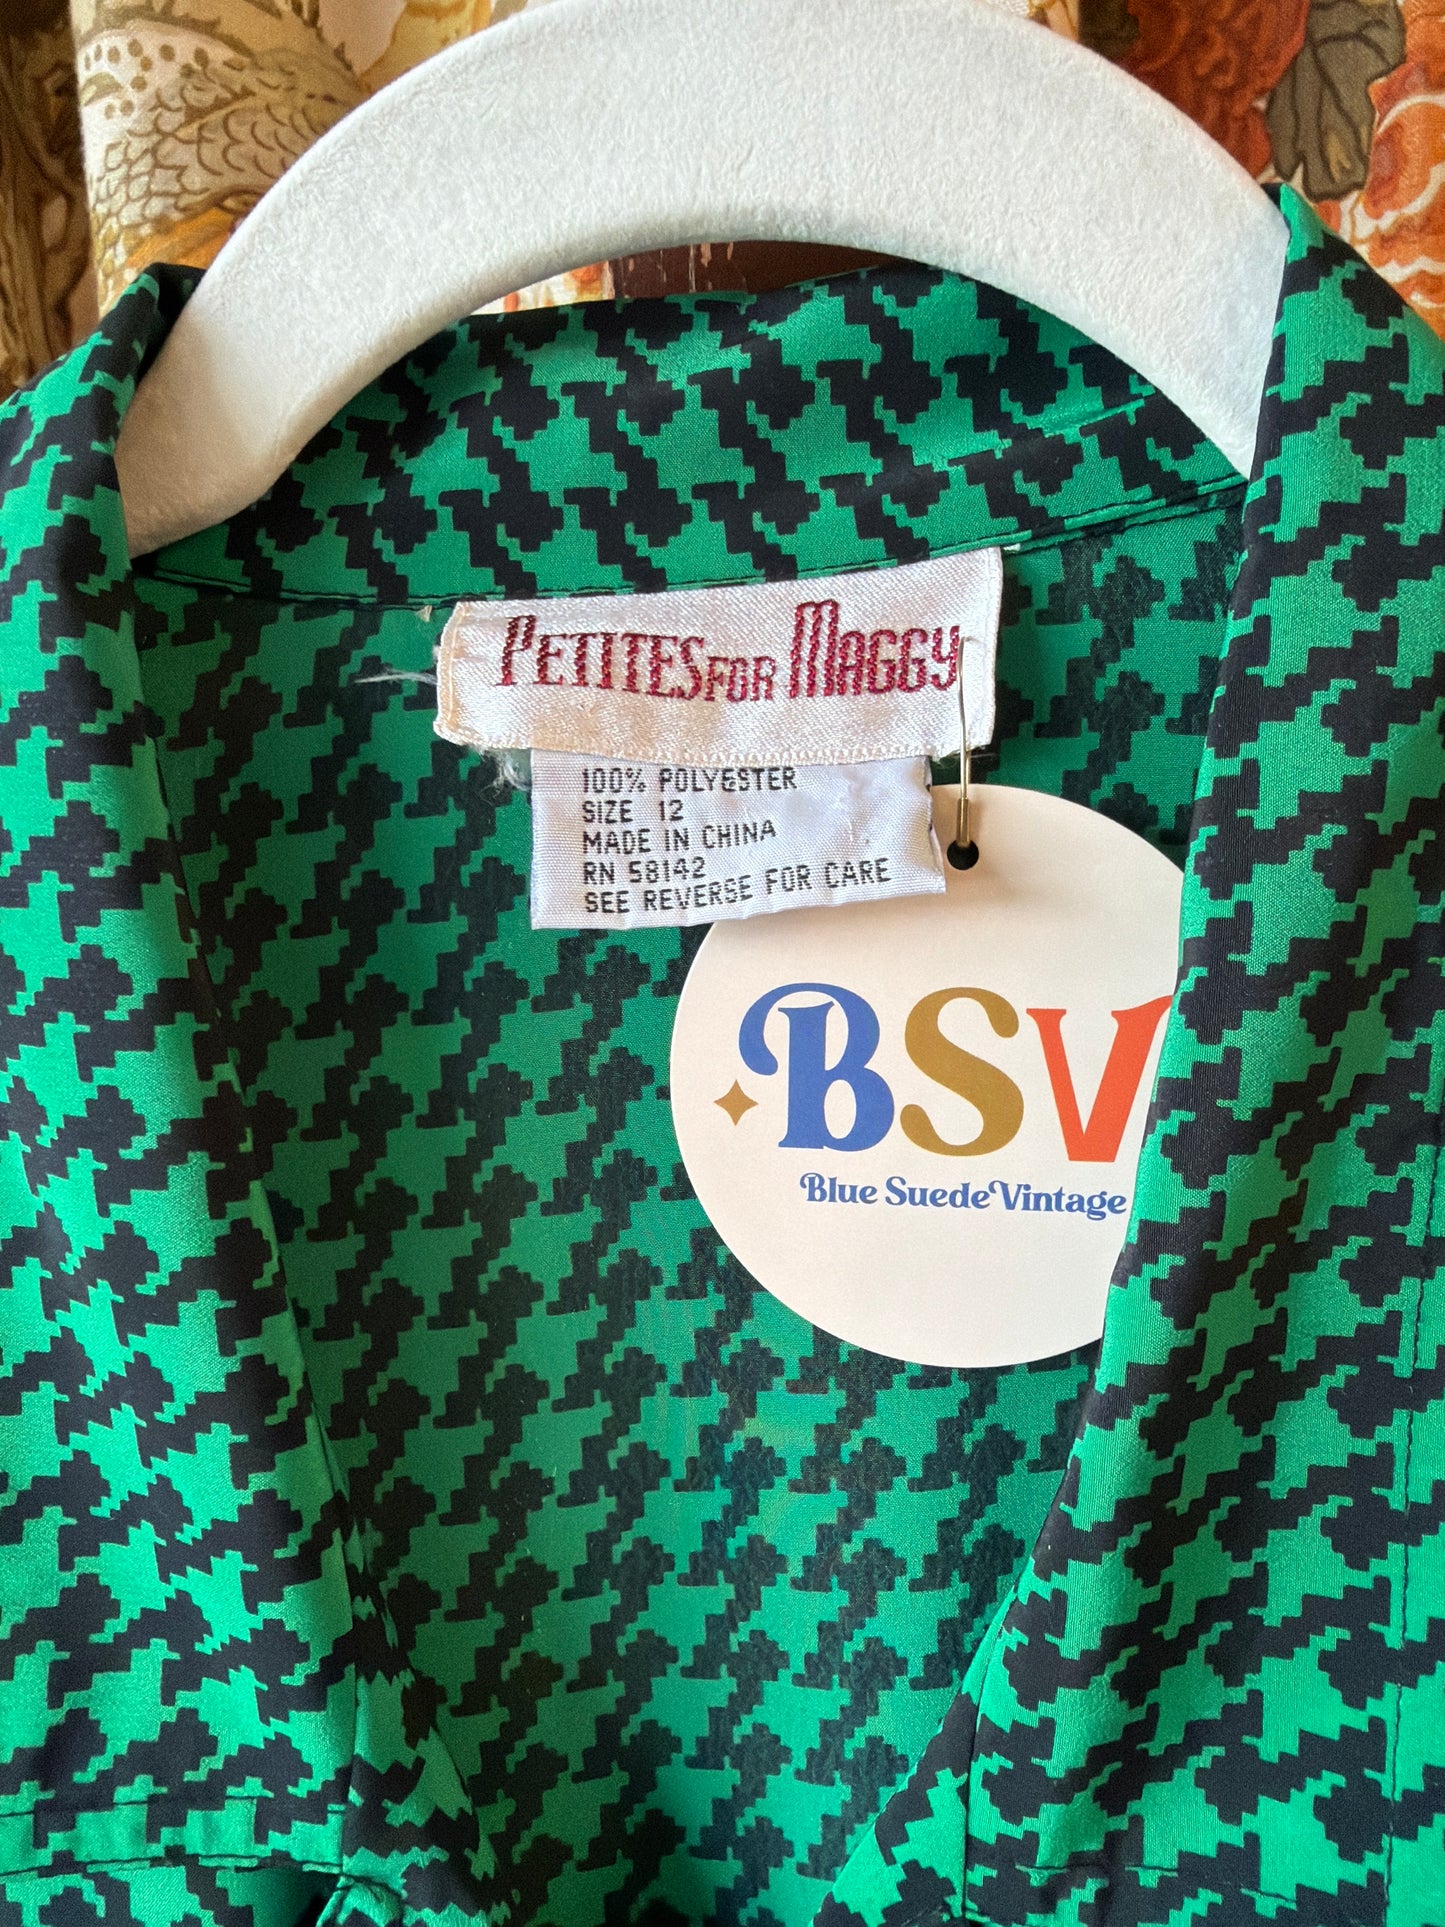 PETITES FOR MAGGY
100% POLYESTER
SIZE 12
MADE IN CHINA
RN 58142
SEE REVERSE FOR CARE
BSV
Blue Suede Vintage